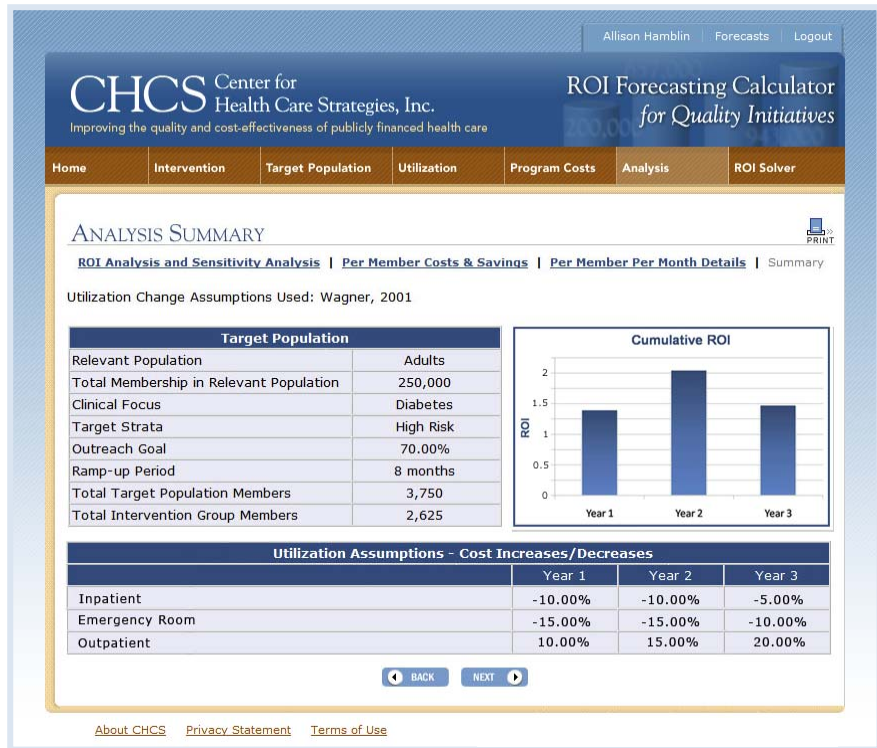 Allison Hamblin Forecasts Logout
CHCS Center for
Health Care Strategies, Inc.
Improving the quality and cost-effectiveness of publicly financed health care
ROI Forecasting Calculator
for Quality Initiatives
Home Intervention Target Population Utilization Program Costs Analysis ROI Solver
ANALYSIS SUMMARY
PRINT
ROI Analysis and Sensitivity Analysis | Per Member Costs & Savings | Per Member Per Month Details | Summary
Utilization Change Assumptions Used: Wagner, 2001
Target Population
Relevant Population Adults
Total Membership in Relevant Population 250,000
Clinical Focus Diabetes
Target Strata High Risk
Outreach Goal 70.00%
Ramp-up Period 8 months
Total Target Population Members 3,750
Total Intervention Group Members 2,625
Cumulative ROI
ROI
2
1.5
1
0.5
0
Year 1 Year 2 Year 3
Utilization Assumptions - Cost Increases/Decreases
Year 1 Year 2 Year 3
Inpatient -10.00% -10.00% -5.00%
Emergency Room -15.00% -15.00% -10.00%
Outpatient 10.00% 15.00% 20.00%
BACK NEXT
About CHCS Privacy Statement Terms of Use